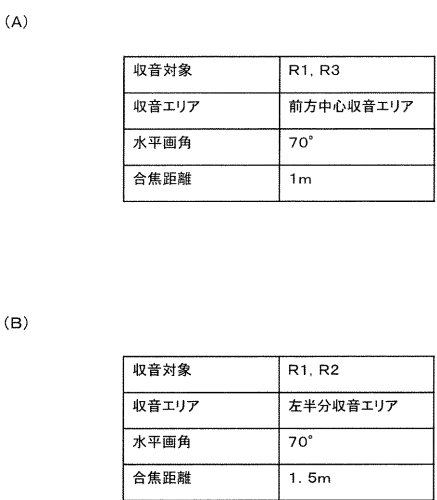 (A)
収音対象 R1, R3
収音エリア 前方中心収音エリア
水平画角 70°
合焦距離 1m
(B)
収音対象 R1, R2
収音エリア 左半分収音エリア
水平画角 70°
合焦距離 1. 5m